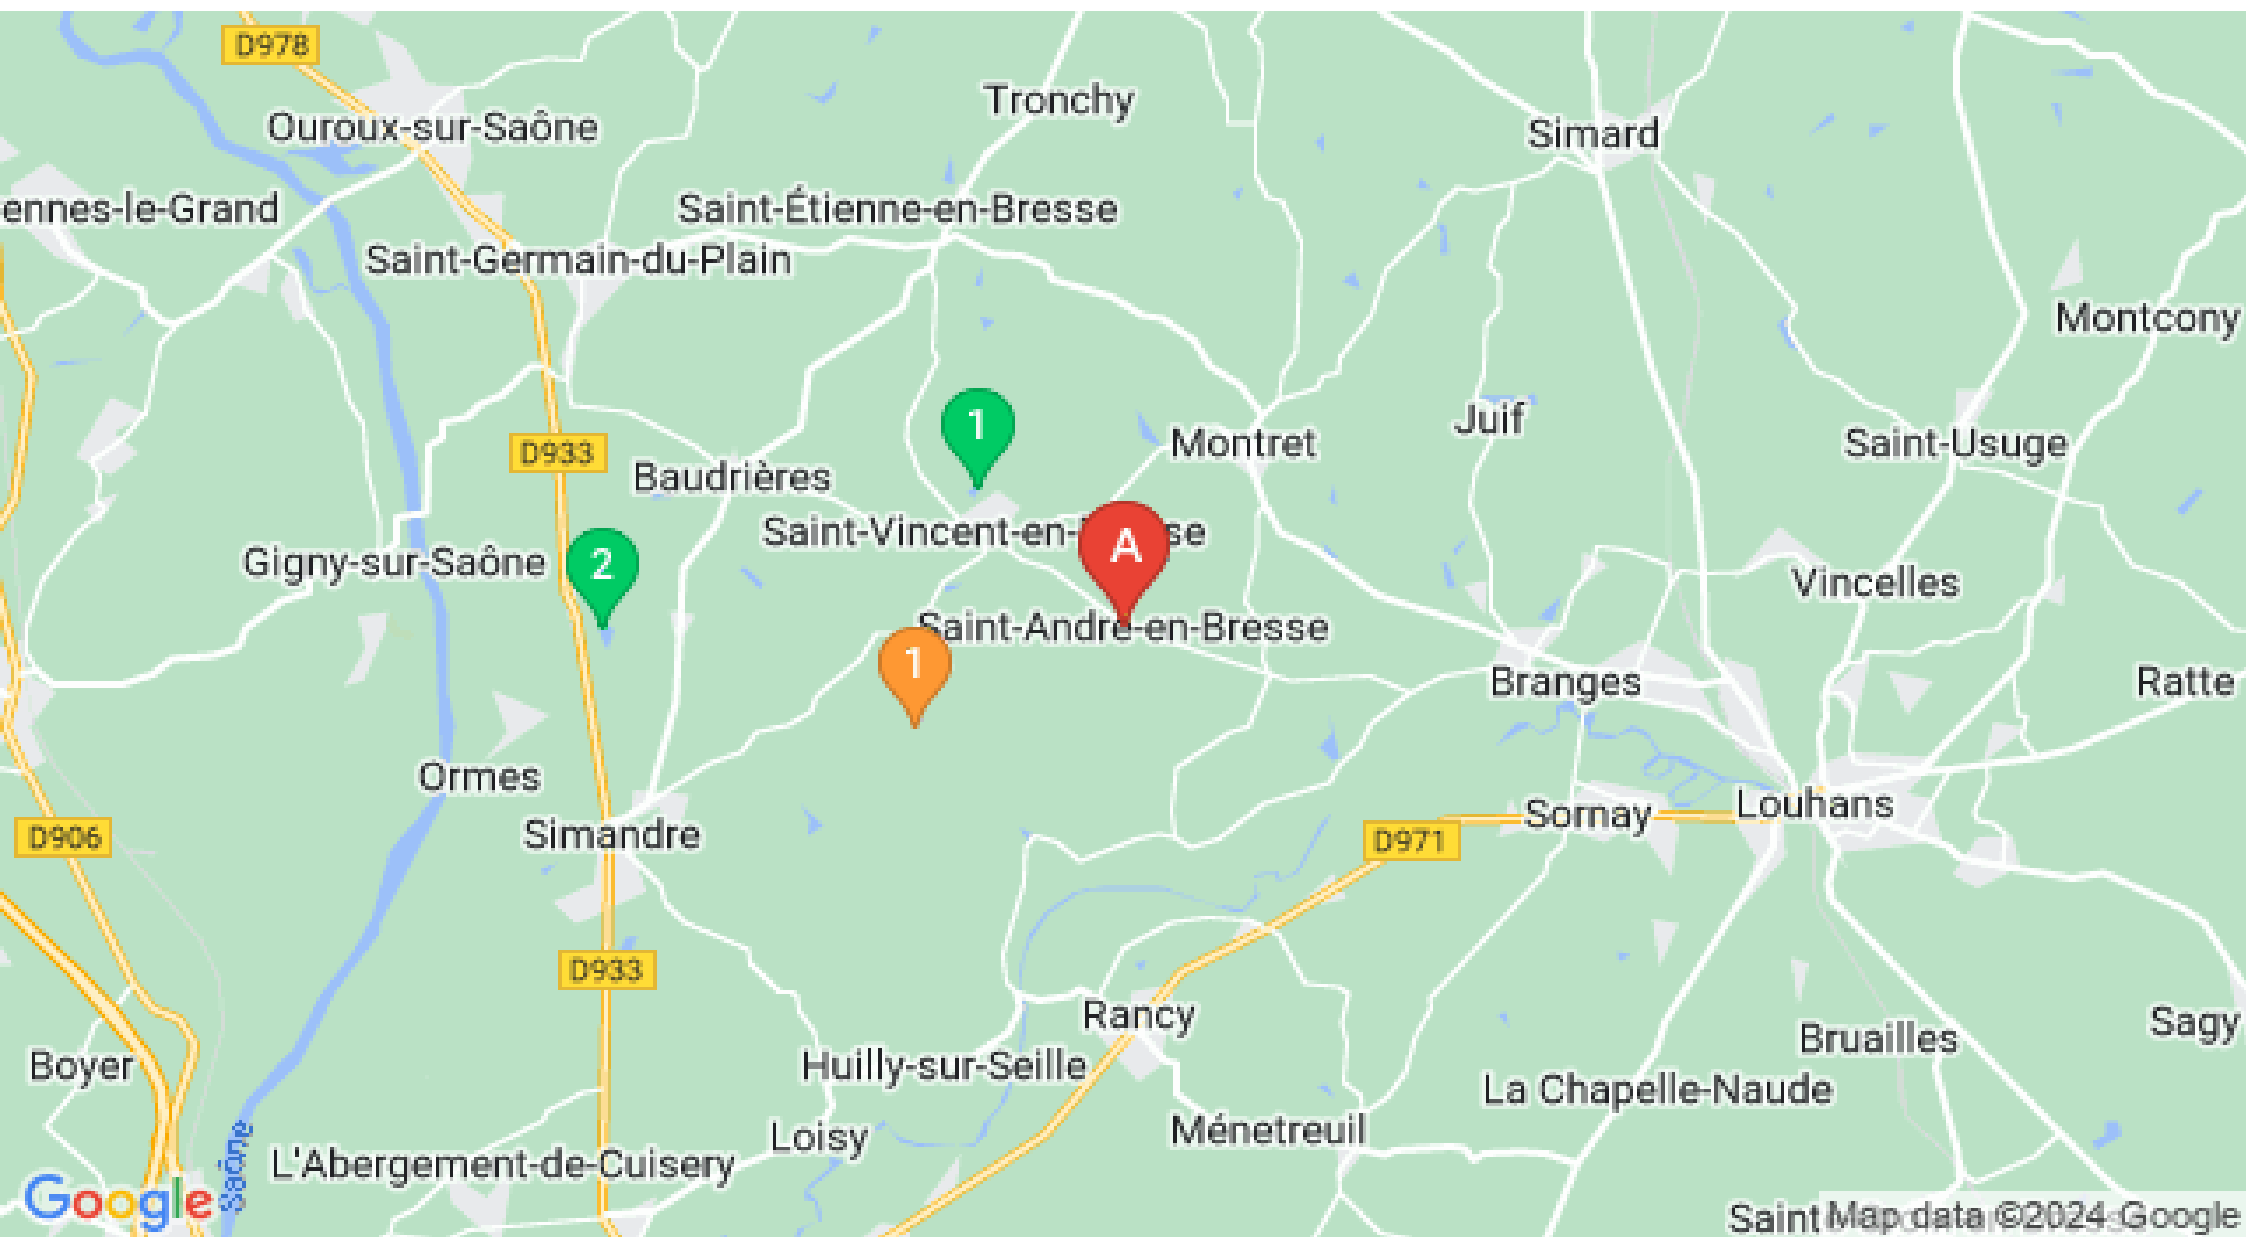 D978
Tronchy
Ouroux-sur-Saône
Simard
ennes-le-Grand
Saint-Étienne-en-Bresse
Saint-Germain-du-Plain
Montcony
1
Juif
Montret
Saint-Usuge
D933
Baudrières
Saint-Vincent-en-
se
A
Gigny-sur-Saône
2
Vincelles
Saint-André-en-Bresse
1
Branges
Ratte
Ormes
Louhans
Sornay
Simandre
D906
D971
D933
Rancy
Sagy
Bruailles
Boyer
Huilly-sur-Seille
La Chapelle-Naude
Ménetreuil
Loisy
L'Abergement-de-Cuisery
Saône
Google
Saint
Map data ©2024 Google